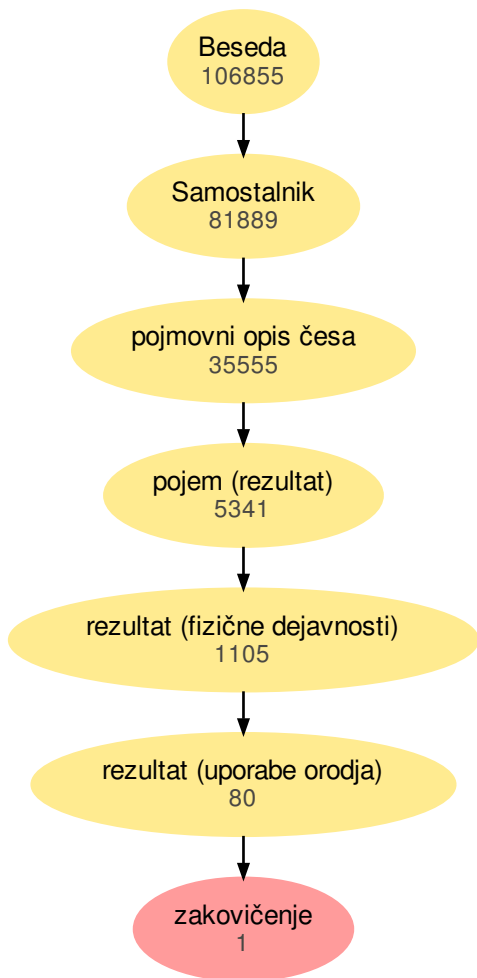 Beseda
106855
Samostalnik
81889
pojmovni opis česa
35555
pojem (rezultat)
5341
rezultat (fizične dejavnosti)
1105
rezultat (uporabe orodja)
80
zakovičenje
1